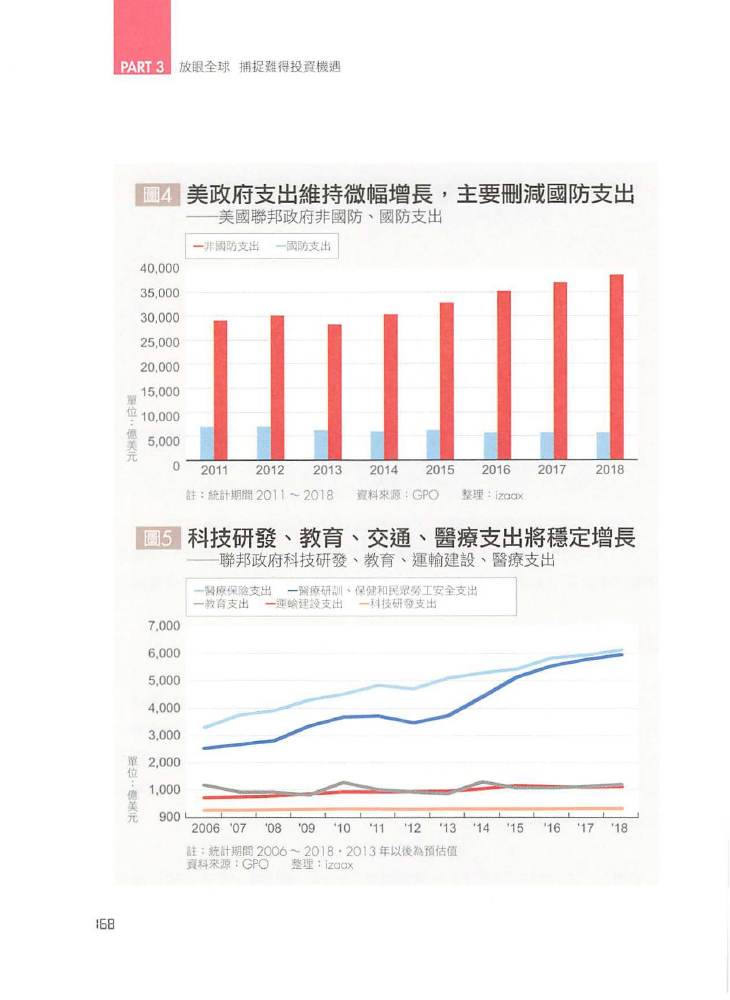 PART 3 放眼全球 捕捉難得投資機遇
圖4 美政府支出維持微幅增長，主要刪減國防支出
——美國聯邦政府非國防、國防支出
非國防支出 國防支出
40,000
35,000
30,000
25,000
20,000
15,000
10,000
5,000
0
單位：億美元
2011 2012 2013 2014 2015 2016 2017 2018
註：統計期間 2011～2018 資料來源：GPO 整理：izaax
圖5 科技研發、教育、交通、醫療支出將穩定增長
——聯邦政府科技研發、教育、運輸建設、醫療支出
醫療保險支出 醫療研訓、保健和民眾勞工安全支出
教育支出 運輸建設支出 科技研發支出
7,000
6,000
5,000
4,000
3,000
2,000
1,000
900
單位：億美元
2006 '07 '08 '09 '10 '11 '12 '13 '14 '15 '16 '17 '18
註：統計期間 2006～2018，2013 年以後為預估值
資料來源：GPO 整理：izaax
168